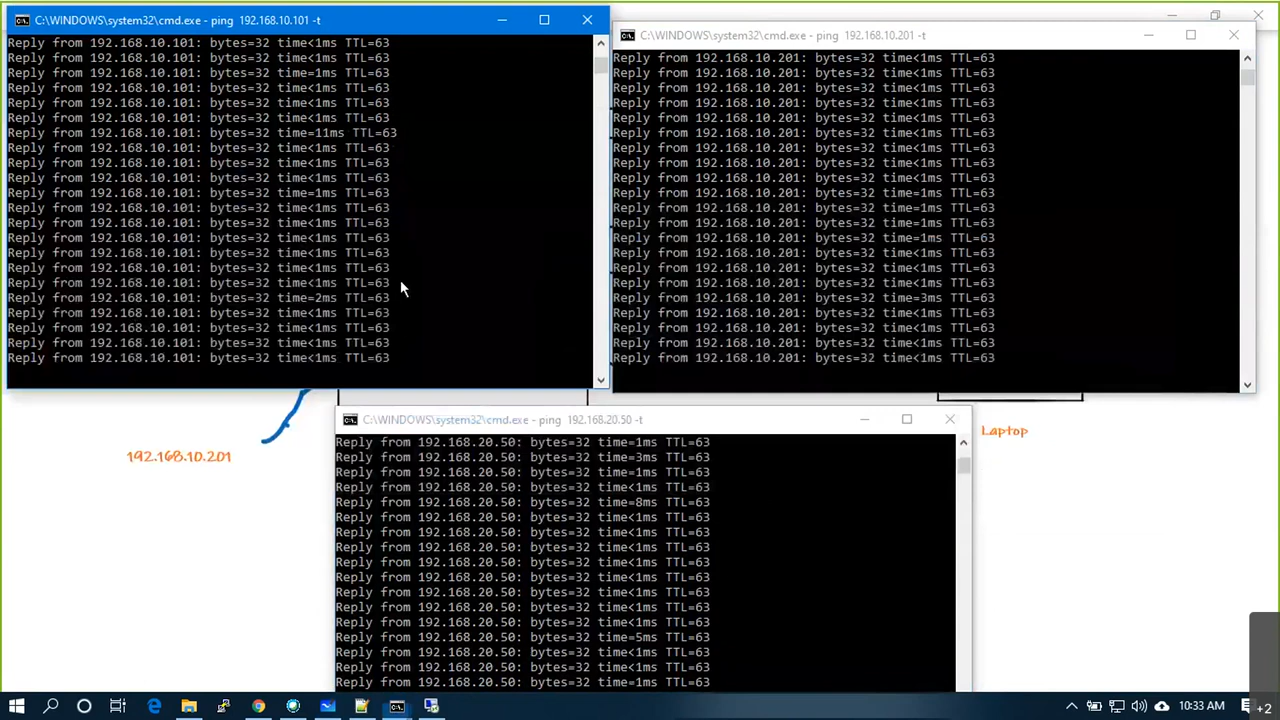 C:\WINDOWS\system32\cmd.exe - ping  192.168.10.101 -t
Reply from 192.168.10.101: bytes=32 time<1ms TTL=63
Reply from 192.168.10.101: bytes=32 time<1ms TTL=63
Reply from 192.168.10.101: bytes=32 time=1ms TTL=63
Reply from 192.168.10.101: bytes=32 time<1ms TTL=63
Reply from 192.168.10.101: bytes=32 time<1ms TTL=63
Reply from 192.168.10.101: bytes=32 time<1ms TTL=63
Reply from 192.168.10.101: bytes=32 time=11ms TTL=63
Reply from 192.168.10.101: bytes=32 time<1ms TTL=63
Reply from 192.168.10.101: bytes=32 time<1ms TTL=63
Reply from 192.168.10.101: bytes=32 time<1ms TTL=63
Reply from 192.168.10.101: bytes=32 time=1ms TTL=63
Reply from 192.168.10.101: bytes=32 time<1ms TTL=63
Reply from 192.168.10.101: bytes=32 time<1ms TTL=63
Reply from 192.168.10.101: bytes=32 time<1ms TTL=63
Reply from 192.168.10.101: bytes=32 time<1ms TTL=63
Reply from 192.168.10.101: bytes=32 time<1ms TTL=63
Reply from 192.168.10.101: bytes=32 time<1ms TTL=63
Reply from 192.168.10.101: bytes=32 time=2ms TTL=63
Reply from 192.168.10.101: bytes=32 time<1ms TTL=63
Reply from 192.168.10.101: bytes=32 time<1ms TTL=63
Reply from 192.168.10.101: bytes=32 time<1ms TTL=63
Reply from 192.168.10.101: bytes=32 time<1ms TTL=63
C:\WINDOWS\system32\cmd.exe - ping  192.168.10.201 -t
Reply from 192.168.10.201: bytes=32 time<1ms TTL=63
Reply from 192.168.10.201: bytes=32 time=1ms TTL=63
Reply from 192.168.10.201: bytes=32 time<1ms TTL=63
Reply from 192.168.10.201: bytes=32 time<1ms TTL=63
Reply from 192.168.10.201: bytes=32 time<1ms TTL=63
Reply from 192.168.10.201: bytes=32 time<1ms TTL=63
Reply from 192.168.10.201: bytes=32 time<1ms TTL=63
Reply from 192.168.10.201: bytes=32 time<1ms TTL=63
Reply from 192.168.10.201: bytes=32 time<1ms TTL=63
Reply from 192.168.10.201: bytes=32 time=1ms TTL=63
Reply from 192.168.10.201: bytes=32 time<1ms TTL=63
Reply from 192.168.10.201: bytes=32 time=1ms TTL=63
Reply from 192.168.10.201: bytes=32 time=1ms TTL=63
Reply from 192.168.10.201: bytes=32 time<1ms TTL=63
Reply from 192.168.10.201: bytes=32 time<1ms TTL=63
Reply from 192.168.10.201: bytes=32 time<1ms TTL=63
Reply from 192.168.10.201: bytes=32 time=3ms TTL=63
Reply from 192.168.10.201: bytes=32 time<1ms TTL=63
Reply from 192.168.10.201: bytes=32 time<1ms TTL=63
Reply from 192.168.10.201: bytes=32 time<1ms TTL=63
Reply from 192.168.10.201: bytes=32 time<1ms TTL=63
192.168.10.201
Laptop
C:\WINDOWS\system32\cmd.exe - ping  192.168.20.50 -t
Reply from 192.168.20.50: bytes=32 time=1ms TTL=63
Reply from 192.168.20.50: bytes=32 time=3ms TTL=63
Reply from 192.168.20.50: bytes=32 time=1ms TTL=63
Reply from 192.168.20.50: bytes=32 time<1ms TTL=63
Reply from 192.168.20.50: bytes=32 time=8ms TTL=63
Reply from 192.168.20.50: bytes=32 time<1ms TTL=63
Reply from 192.168.20.50: bytes=32 time<1ms TTL=63
Reply from 192.168.20.50: bytes=32 time<1ms TTL=63
Reply from 192.168.20.50: bytes=32 time<1ms TTL=63
Reply from 192.168.20.50: bytes=32 time<1ms TTL=63
Reply from 192.168.20.50: bytes=32 time<1ms TTL=63
Reply from 192.168.20.50: bytes=32 time<1ms TTL=63
Reply from 192.168.20.50: bytes=32 time<1ms TTL=63
Reply from 192.168.20.50: bytes=32 time=5ms TTL=63
Reply from 192.168.20.50: bytes=32 time<1ms TTL=63
Reply from 192.168.20.50: bytes=32 time<1ms TTL=63
Reply from 192.168.20.50: bytes=32 time=1ms TTL=63
10:33 AM
+2